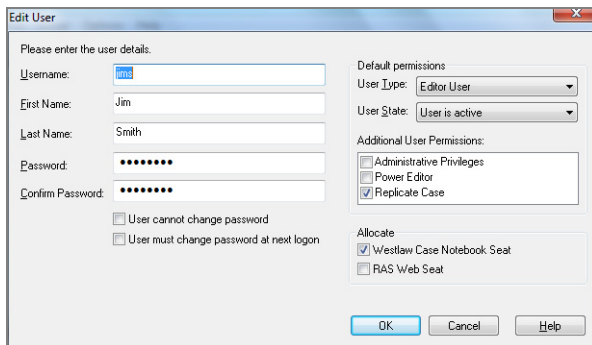 Edit User
Please enter the user details.
Username:
jims
First Name:
Jim
Last Name:
Smith
Password:
••••••••
Confirm Password:
••••••••
User cannot change password
User must change password at next logon
Default permissions
User Type:
Editor User
User State:
User is active
Additional User Permissions:
Administrative Privileges
Power Editor
Replicate Case
Allocate
Westlaw Case Notebook Seat
RAS Web Seat
OK
Cancel
Help